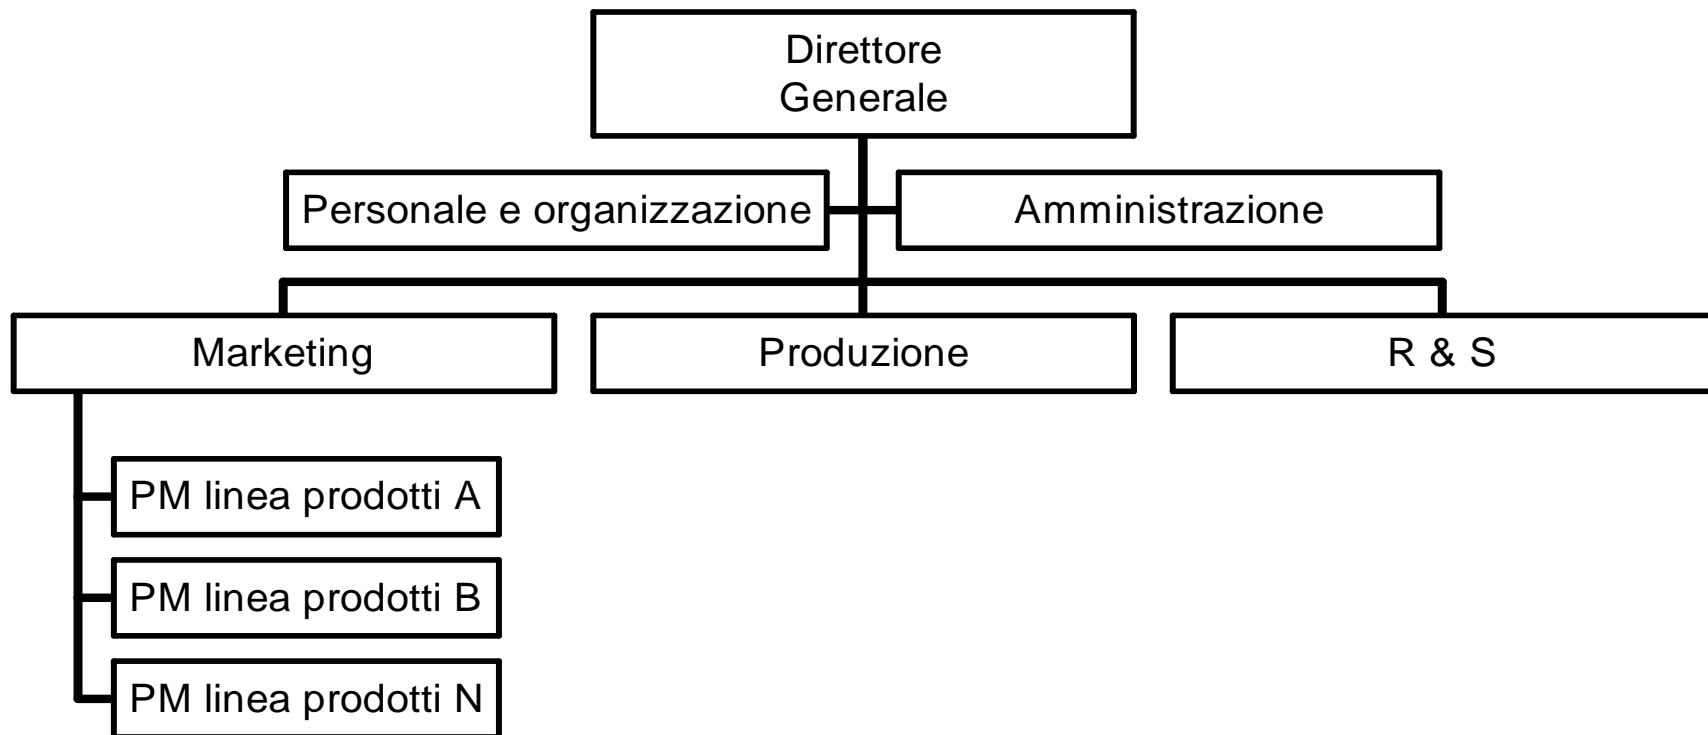 Direttore
Generale
Personale e organizzazione
Amministrazione
Marketing
Produzione
R & S
PM linea prodotti A
PM linea prodotti B
PM linea prodotti N